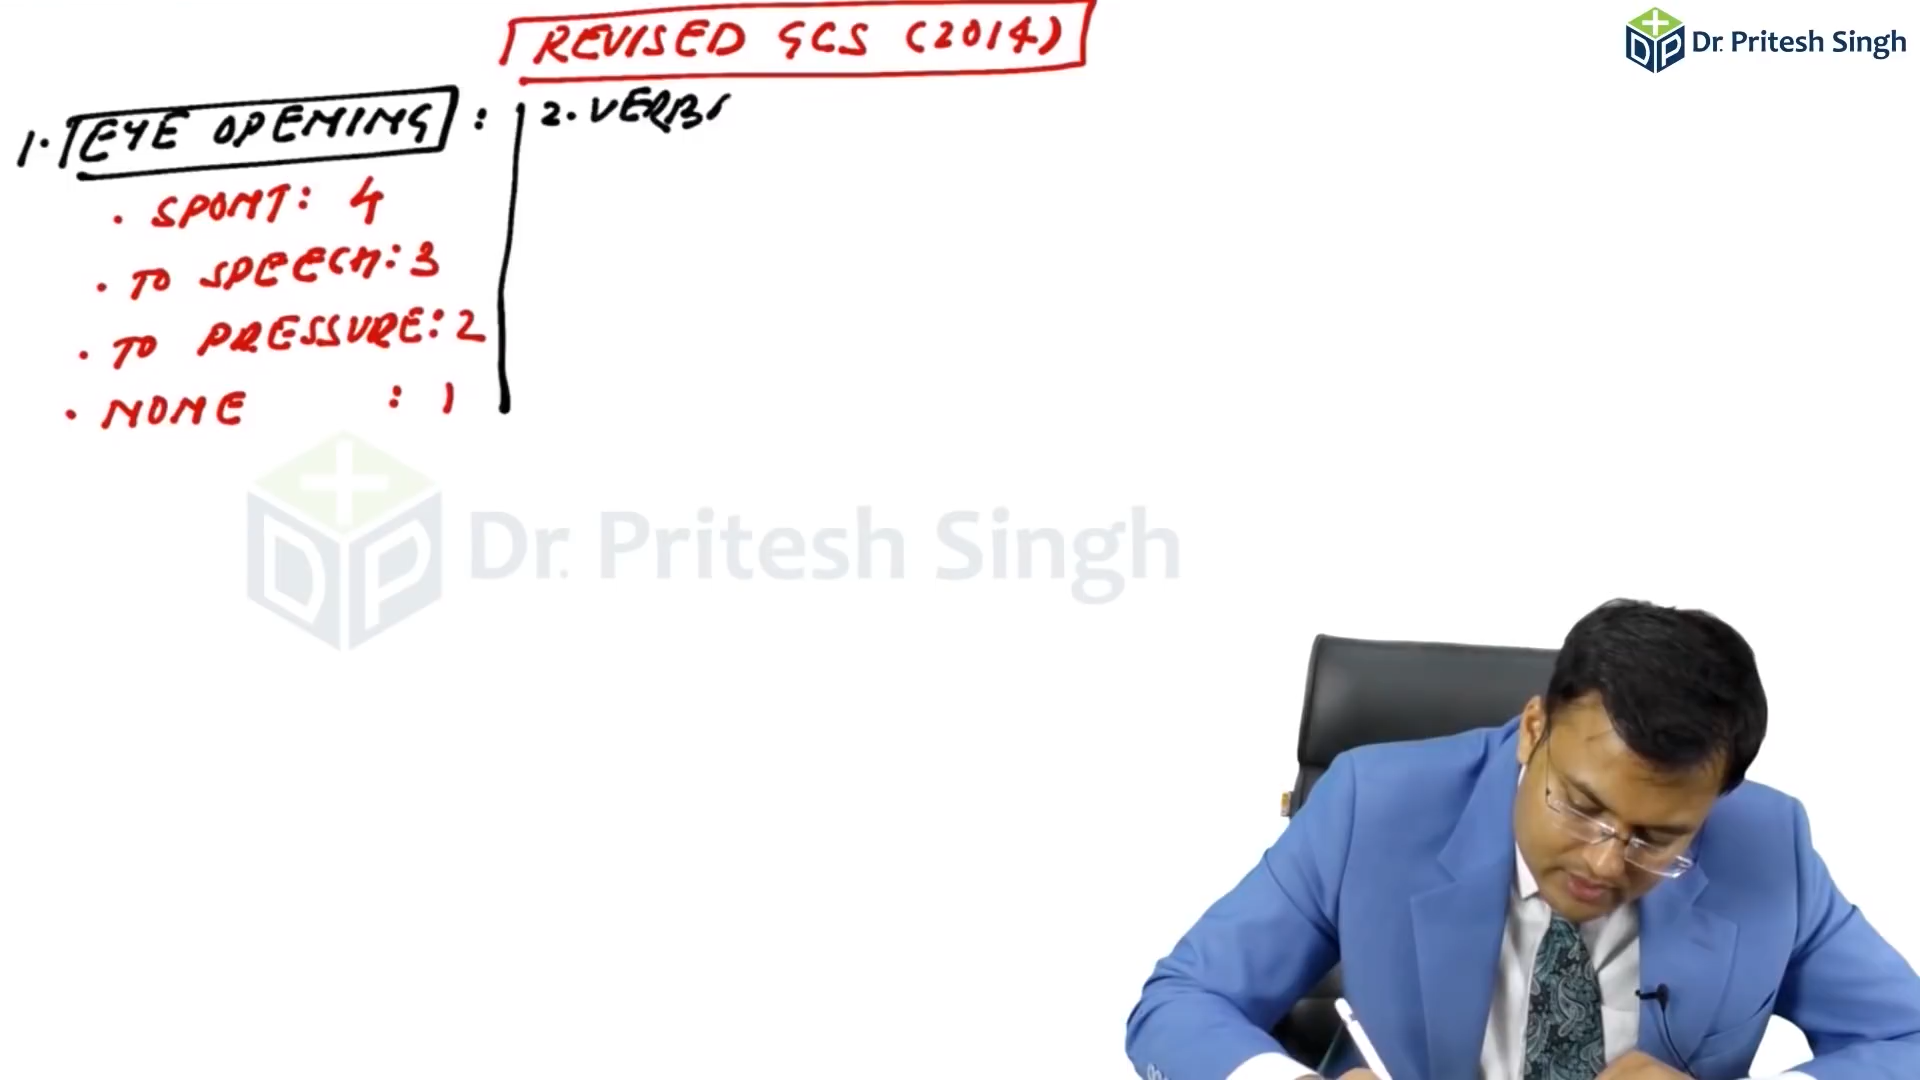 REVISED GCS (2014)
Dr. Pritesh Singh
1. EYE OPENING :
• SPONT: 4
• TO SPEECH: 3
• TO PRESSURE: 2
• NONE : 1
2. VERB
DP Dr. Pritesh Singh